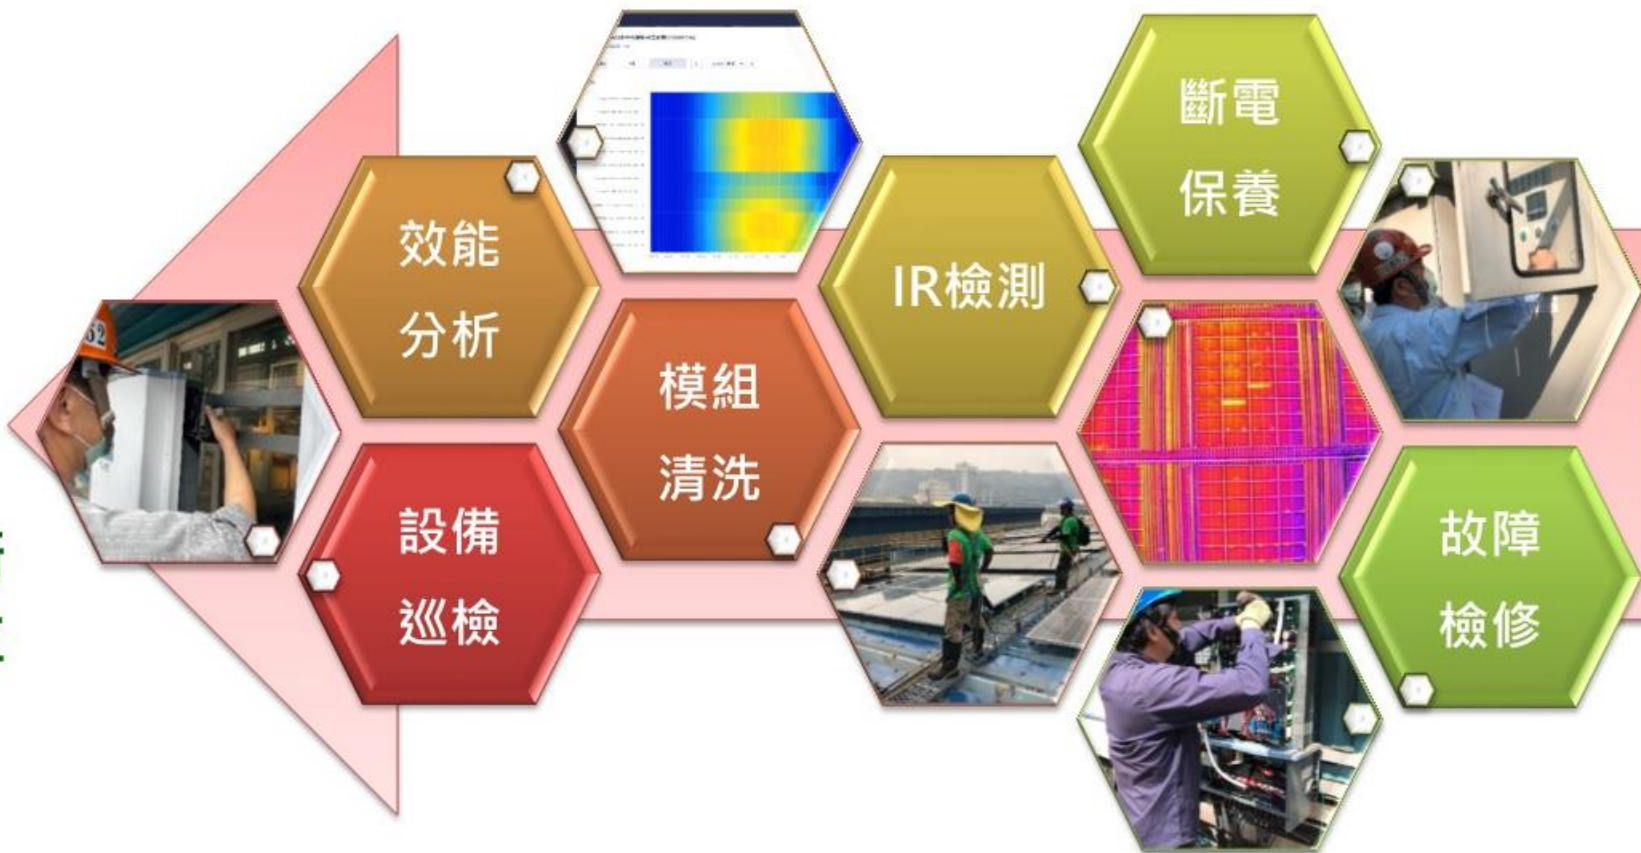 斷電
保養
效能
分析
IR檢測
模組
清洗
設備
巡檢
故障
檢修
52